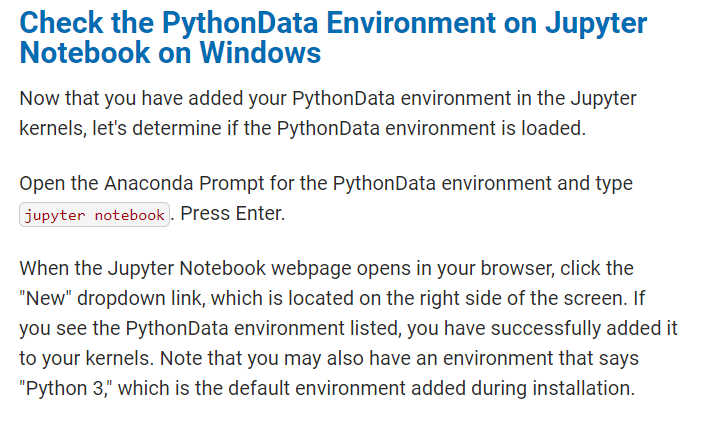 Check the PythonData Environment on Jupyter
Notebook on Windows
Now that you have added your PythonData environment in the Jupyter
kernels, let's determine if the PythonData environment is loaded.
Open the Anaconda Prompt for the PythonData environment and type
jupyter notebook. Press Enter.
When the Jupyter Notebook webpage opens in your browser, click the
"New" dropdown link, which is located on the right side of the screen. If
you see the PythonData environment listed, you have successfully added it
to your kernels. Note that you may also have an environment that says
"Python 3," which is the default environment added during installation.